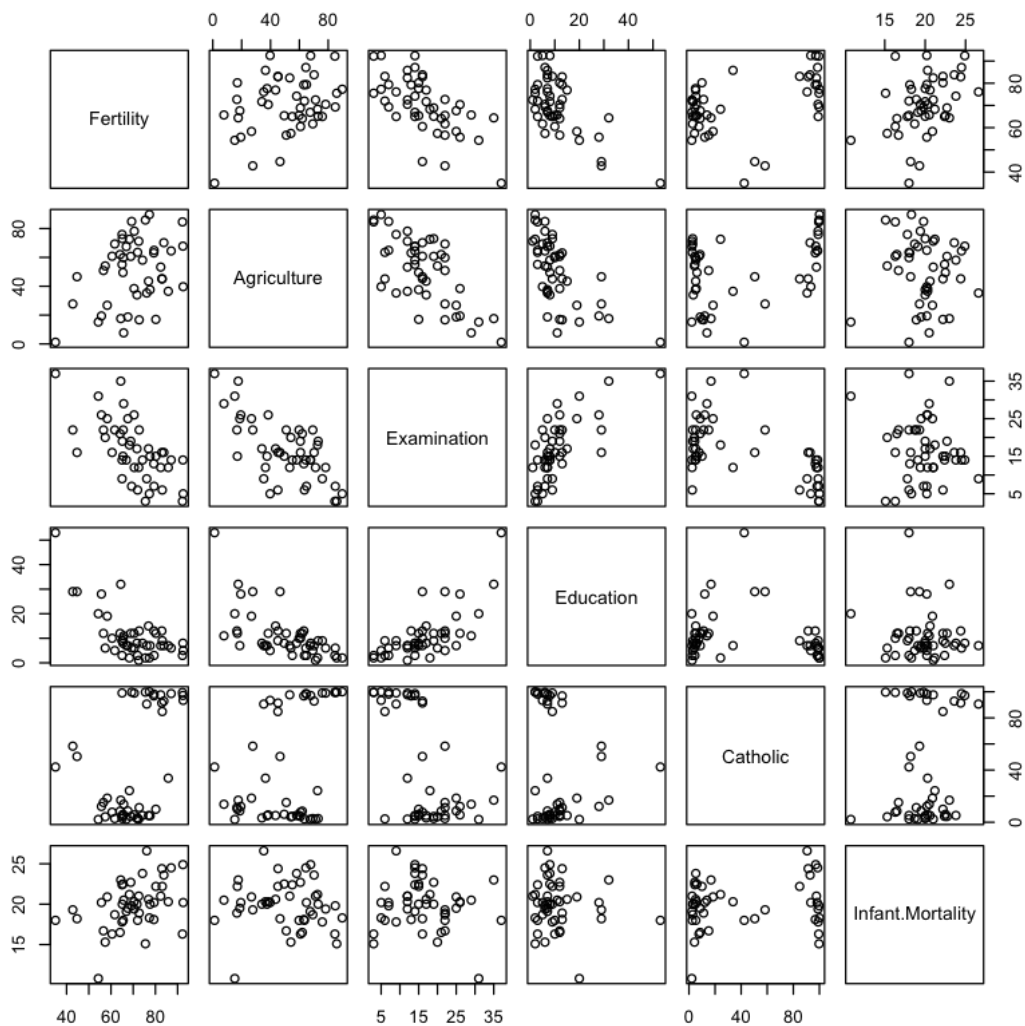 0 40 80 0 20 40 15 20 25
Fertility
40 60 80
0 40 80
Agriculture
Examination
5 15 25 35
0 20 40
Education
Catholic
0 40 80
15 20 25
Infant.Mortality
40 60 80 5 15 25 35 0 40 80